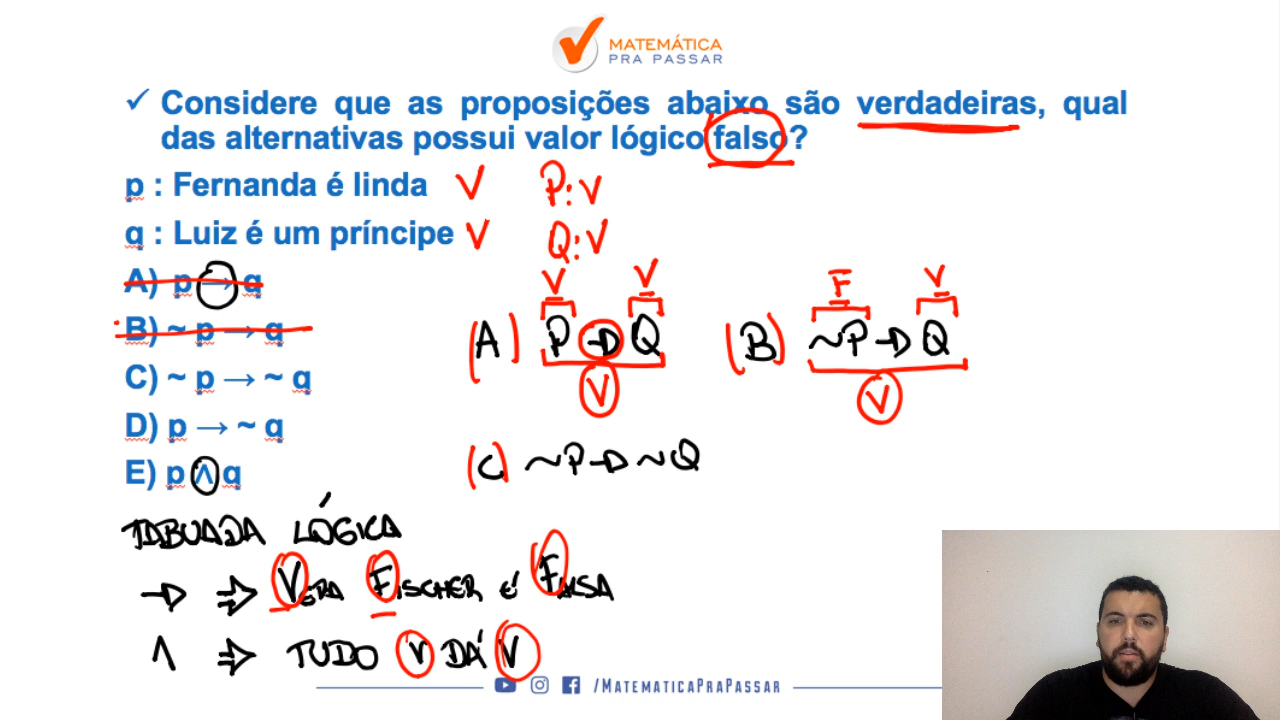 MATEMÁTICA
PRA PASSAR
✓ Considere que as proposições abaixo são verdadeiras, qual
das alternativas possui valor lógico falso?
p : Fernanda é linda V P: V
q : Luiz é um príncipe V Q: V
A) p → q
B) ~ p → q
C) ~ p → ~ q
D) p → ~ q
E) p ∧ q
V V
(A) P → Q
V
F V
(B) ~P → Q
V
(C) ~P → ~Q
TABUADA LÓGICA
→ ⇒ VERA FISCHER É FALSA
∧ ⇒ TUDO V DÁ V
/MATEMATICAPRAPASSAR